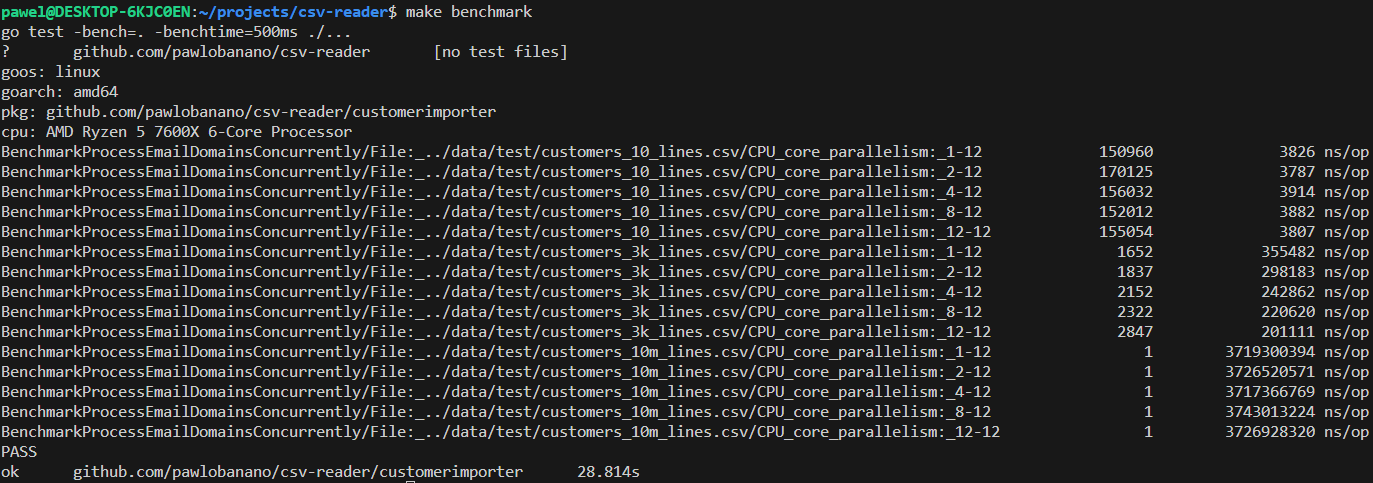 pawel@DESKTOP-6KJC0EN:~/projects/csv-reader$ make benchmark
go test -bench=. -benchtime=500ms ./...
?       github.com/pawlobanano/csv-reader       [no test files]
goos: linux
goarch: amd64
pkg: github.com/pawlobanano/csv-reader/customerimporter
cpu: AMD Ryzen 5 7600X 6-Core Processor
BenchmarkProcessEmailDomainsConcurrently/File:_../data/test/customers_10_lines.csv/CPU_core_parallelism:_1-12             150960              3826 ns/op
BenchmarkProcessEmailDomainsConcurrently/File:_../data/test/customers_10_lines.csv/CPU_core_parallelism:_2-12             170125              3787 ns/op
BenchmarkProcessEmailDomainsConcurrently/File:_../data/test/customers_10_lines.csv/CPU_core_parallelism:_4-12             156032              3914 ns/op
BenchmarkProcessEmailDomainsConcurrently/File:_../data/test/customers_10_lines.csv/CPU_core_parallelism:_8-12             152012              3882 ns/op
BenchmarkProcessEmailDomainsConcurrently/File:_../data/test/customers_10_lines.csv/CPU_core_parallelism:_12-12            155054              3807 ns/op
BenchmarkProcessEmailDomainsConcurrently/File:_../data/test/customers_3k_lines.csv/CPU_core_parallelism:_1-12               1652            355482 ns/op
BenchmarkProcessEmailDomainsConcurrently/File:_../data/test/customers_3k_lines.csv/CPU_core_parallelism:_2-12               1837            298183 ns/op
BenchmarkProcessEmailDomainsConcurrently/File:_../data/test/customers_3k_lines.csv/CPU_core_parallelism:_4-12               2152            242862 ns/op
BenchmarkProcessEmailDomainsConcurrently/File:_../data/test/customers_3k_lines.csv/CPU_core_parallelism:_8-12               2322            220620 ns/op
BenchmarkProcessEmailDomainsConcurrently/File:_../data/test/customers_3k_lines.csv/CPU_core_parallelism:_12-12              2847            201111 ns/op
BenchmarkProcessEmailDomainsConcurrently/File:_../data/test/customers_10m_lines.csv/CPU_core_parallelism:_1-12                 1        3719300394 ns/op
BenchmarkProcessEmailDomainsConcurrently/File:_../data/test/customers_10m_lines.csv/CPU_core_parallelism:_2-12                 1        3726520571 ns/op
BenchmarkProcessEmailDomainsConcurrently/File:_../data/test/customers_10m_lines.csv/CPU_core_parallelism:_4-12                 1        3717366769 ns/op
BenchmarkProcessEmailDomainsConcurrently/File:_../data/test/customers_10m_lines.csv/CPU_core_parallelism:_8-12                 1        3743013224 ns/op
BenchmarkProcessEmailDomainsConcurrently/File:_../data/test/customers_10m_lines.csv/CPU_core_parallelism:_12-12                1        3726928320 ns/op
PASS
ok      github.com/pawlobanano/csv-reader/customerimporter      28.814s